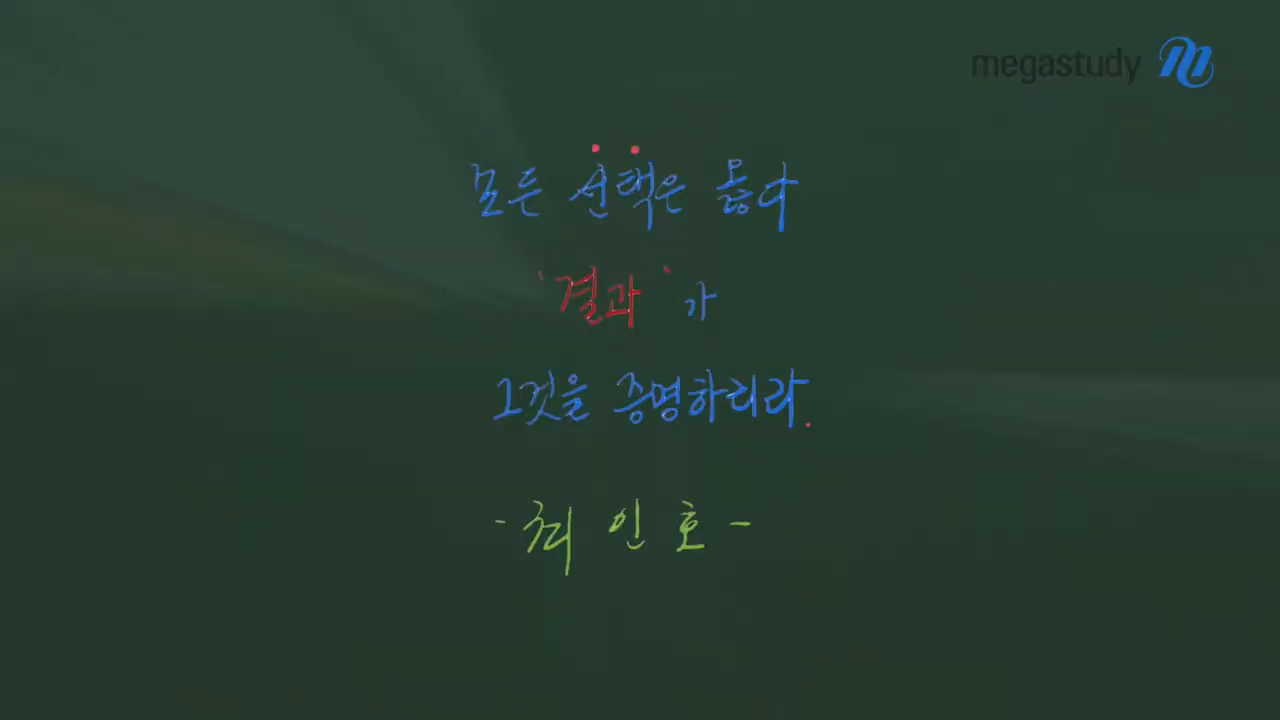 megastudy
모든 선택은 옳다
'결과'가
그것을 증명하리라.
- 최인호 -